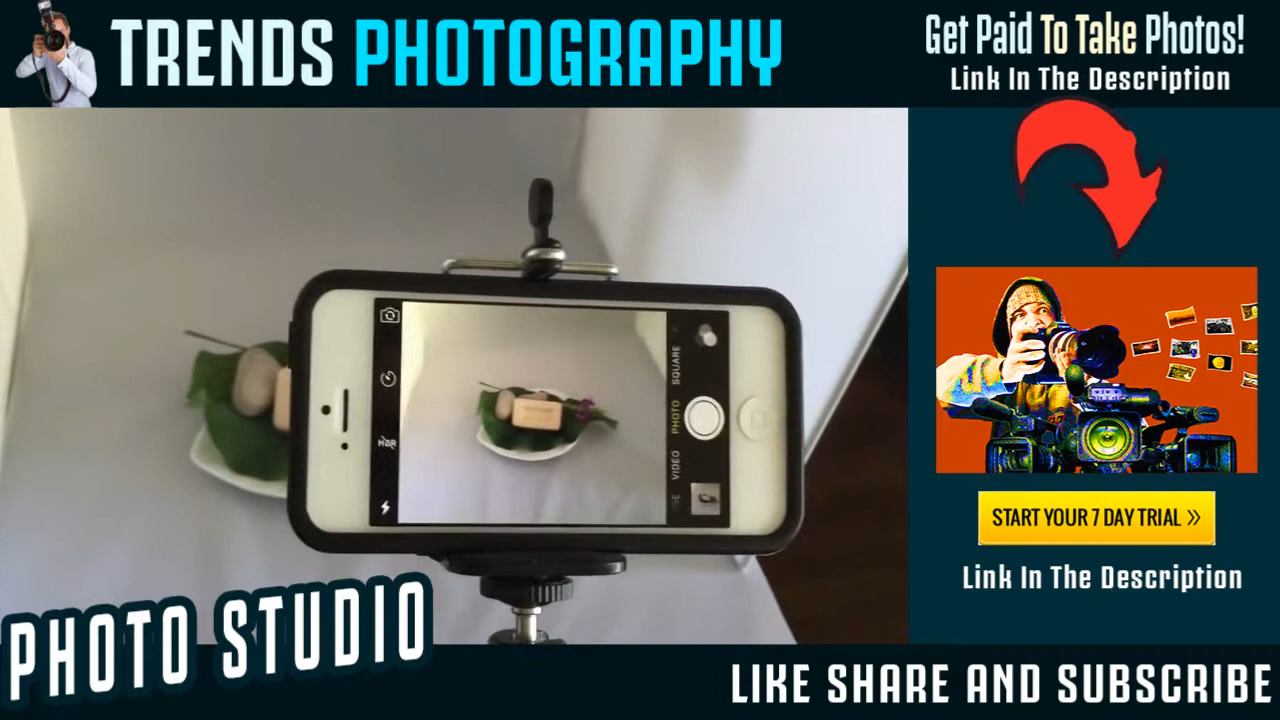 TRENDS PHOTOGRAPHY
Get Paid To Take Photos!
Link In The Description
SQUARE
PHOTO
VIDEO
HDR
START YOUR 7 DAY TRIAL »
Link In The Description
PHOTO STUDIO
LIKE SHARE AND SUBSCRIBE